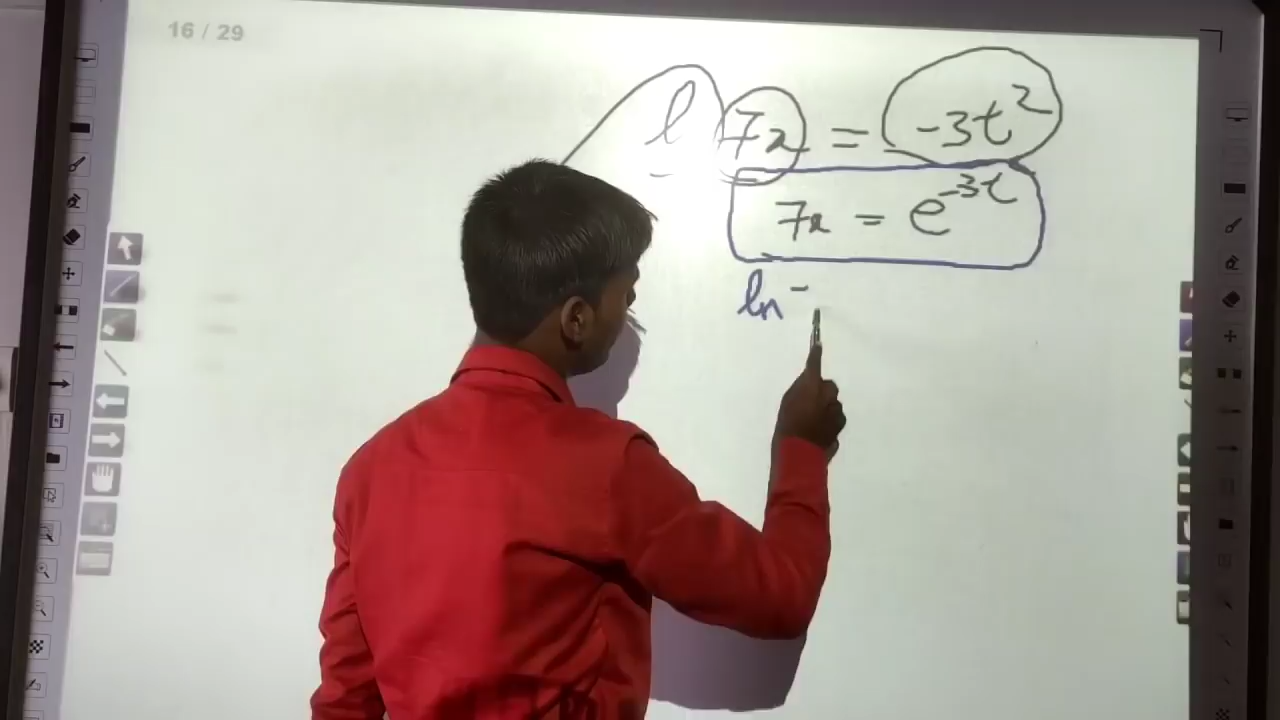 16 / 29
l 7x = -3t²
7x = e^-3t
ln